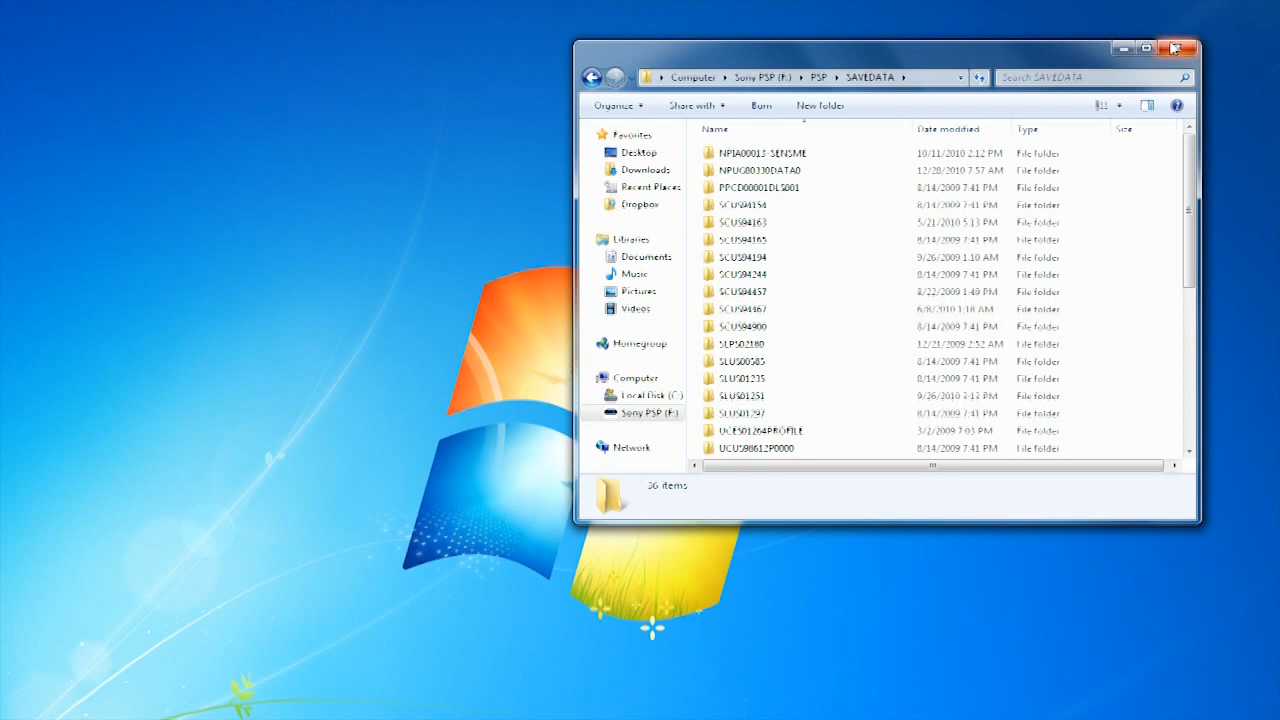 Computer Sony PSP (F:) PSP SAVEDATA Search SAVEDATA
Organize Share with Burn New folder
Favorites
Desktop
Downloads
Recent Places
Dropbox
Libraries
Documents
Music
Pictures
Videos
Homegroup
Computer
Local Disk (C:)
Sony PSP (F:)
Network
Name Date modified Type Size
NPIA00013-SENSME 10/11/2010 2:12 PM File folder
NPUG80330DATA0 12/28/2010 7:57 AM File folder
PPCD00001DLS001 8/14/2009 7:41 PM File folder
SCUS94154 8/14/2009 7:41 PM File folder
SCUS94163 5/21/2010 5:13 PM File folder
SCUS94165 8/14/2009 7:41 PM File folder
SCUS94194 9/26/2009 1:10 AM File folder
SCUS94244 8/14/2009 7:41 PM File folder
SCUS94457 8/22/2009 1:49 PM File folder
SCUS94467 6/8/2010 1:18 AM File folder
SCUS94900 8/14/2009 7:41 PM File folder
SLPS02180 12/21/2009 2:52 AM File folder
SLUS00585 8/14/2009 7:41 PM File folder
SLUS01235 8/14/2009 7:41 PM File folder
SLUS01251 9/26/2010 3:13 PM File folder
SLUS01297 8/14/2009 7:41 PM File folder
UCES01264PROFILE 3/2/2009 7:03 PM File folder
UCUS98612P0000 8/14/2009 7:41 PM File folder
36 items